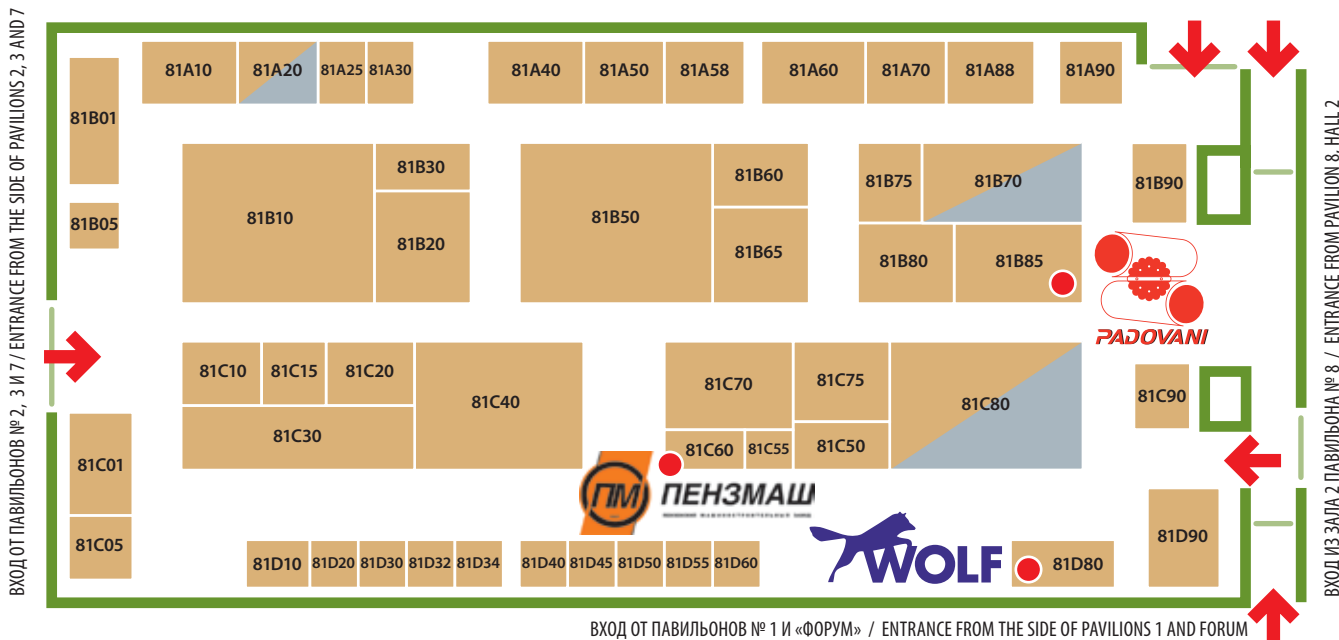 ВХОД ОТ ПАВИЛЬОНОВ № 2, 3 И 7 / ENTRANCE FROM THE SIDE OF PAVILIONS 2, 3 AND 7
81A10
81A20
81A25
81A30
81A40
81A50
81A58
81A60
81A70
81A88
81A90
81B01
81B05
81B10
81B30
81B20
81B50
81B60
81B65
81B75
81B70
81B80
81B85
81B90
PADOVANI
81C10
81C15
81C20
81C30
81C40
81C70
81C75
81C60
81C55
81C50
81C80
81C90
81C01
81C05
ПМ
ПЕНЗМАШ
81D10
81D20
81D30
81D32
81D34
81D40
81D45
81D50
81D55
81D60
WOLF
81D80
81D90
ВХОД ОТ ПАВИЛЬОНОВ № 1 И «ФОРУМ» / ENTRANCE FROM THE SIDE OF PAVILIONS 1 AND FORUM
ВХОД ИЗ ЗАЛА 2 ПАВИЛЬОНА № 8 / ENTRANCE FROM PAVILION 8, HALL 2